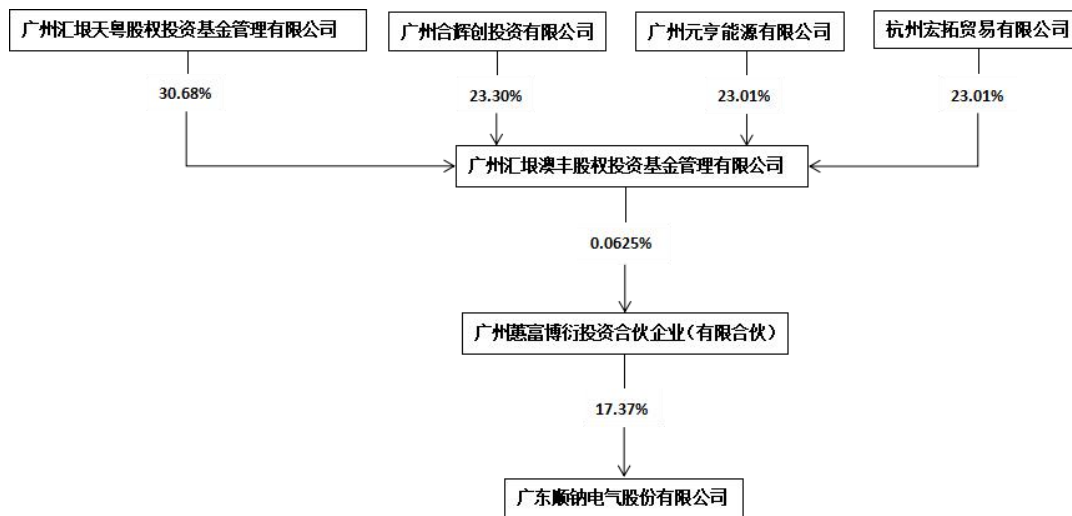 广州汇垠天粤股权投资基金管理有限公司
广州合辉创投资有限公司
广州元亨能源有限公司
杭州宏拓贸易有限公司
30.68%
23.30%
23.01%
23.01%
广州汇垠澳丰股权投资基金管理有限公司
0.0625%
广州蕙富博衍投资合伙企业（有限合伙）
17.37%
广东顺钠电气股份有限公司